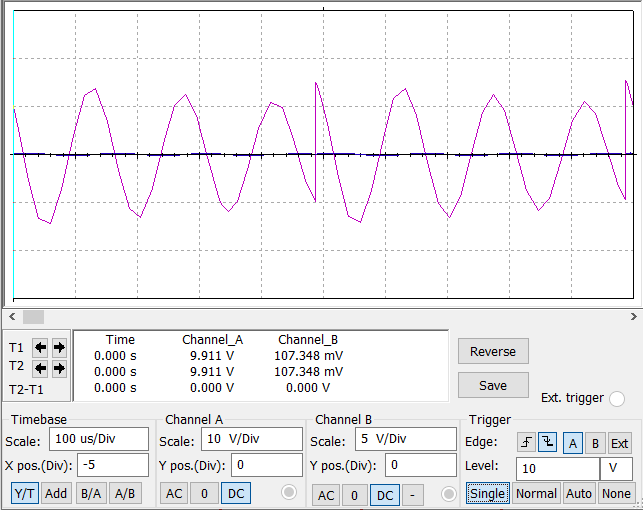 T1
T2
T2-T1
Time Channel_A Channel_B
0.000 s 9.911 V 107.348 mV
0.000 s 9.911 V 107.348 mV
0.000 s 0.000 V 0.000 V
Reverse
Save
Ext. trigger
Timebase
Scale: 100 us/Div
X pos.(Div): -5
Y/T Add B/A A/B
Channel A
Scale: 10 V/Div
Y pos.(Div): 0
AC 0 DC
Channel B
Scale: 5 V/Div
Y pos.(Div): 0
AC 0 DC -
Trigger
Edge: A B Ext
Level: 10 V
Single Normal Auto None